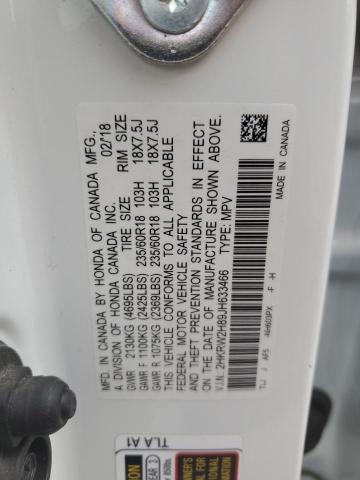 MFD. IN CANADA BY HONDA OF CANADA MFG.,
A DIVISION OF HONDA CANADA INC. 02/18
TIRE SIZE RIM SIZE
GVWR 2130KG (4695LBS)
GAWR F 1100KG (2425LBS) 235/60R18 103H 18X7.5J
GAWR R 1075KG (2369LBS) 235/60R18 103H 18X7.5J
THIS VEHICLE CONFORMS TO ALL APPLICABLE
FEDERAL MOTOR VEHICLE SAFETY
PREVENTION STANDARDS IN EFFECT
ON THE DATE OF MANUFACTURE SHOWN ABOVE.
V.I.N.: 2HKRW2H89JH633466 TYPE: MPV
MADE IN CANADA
TLA A1
REAR 3